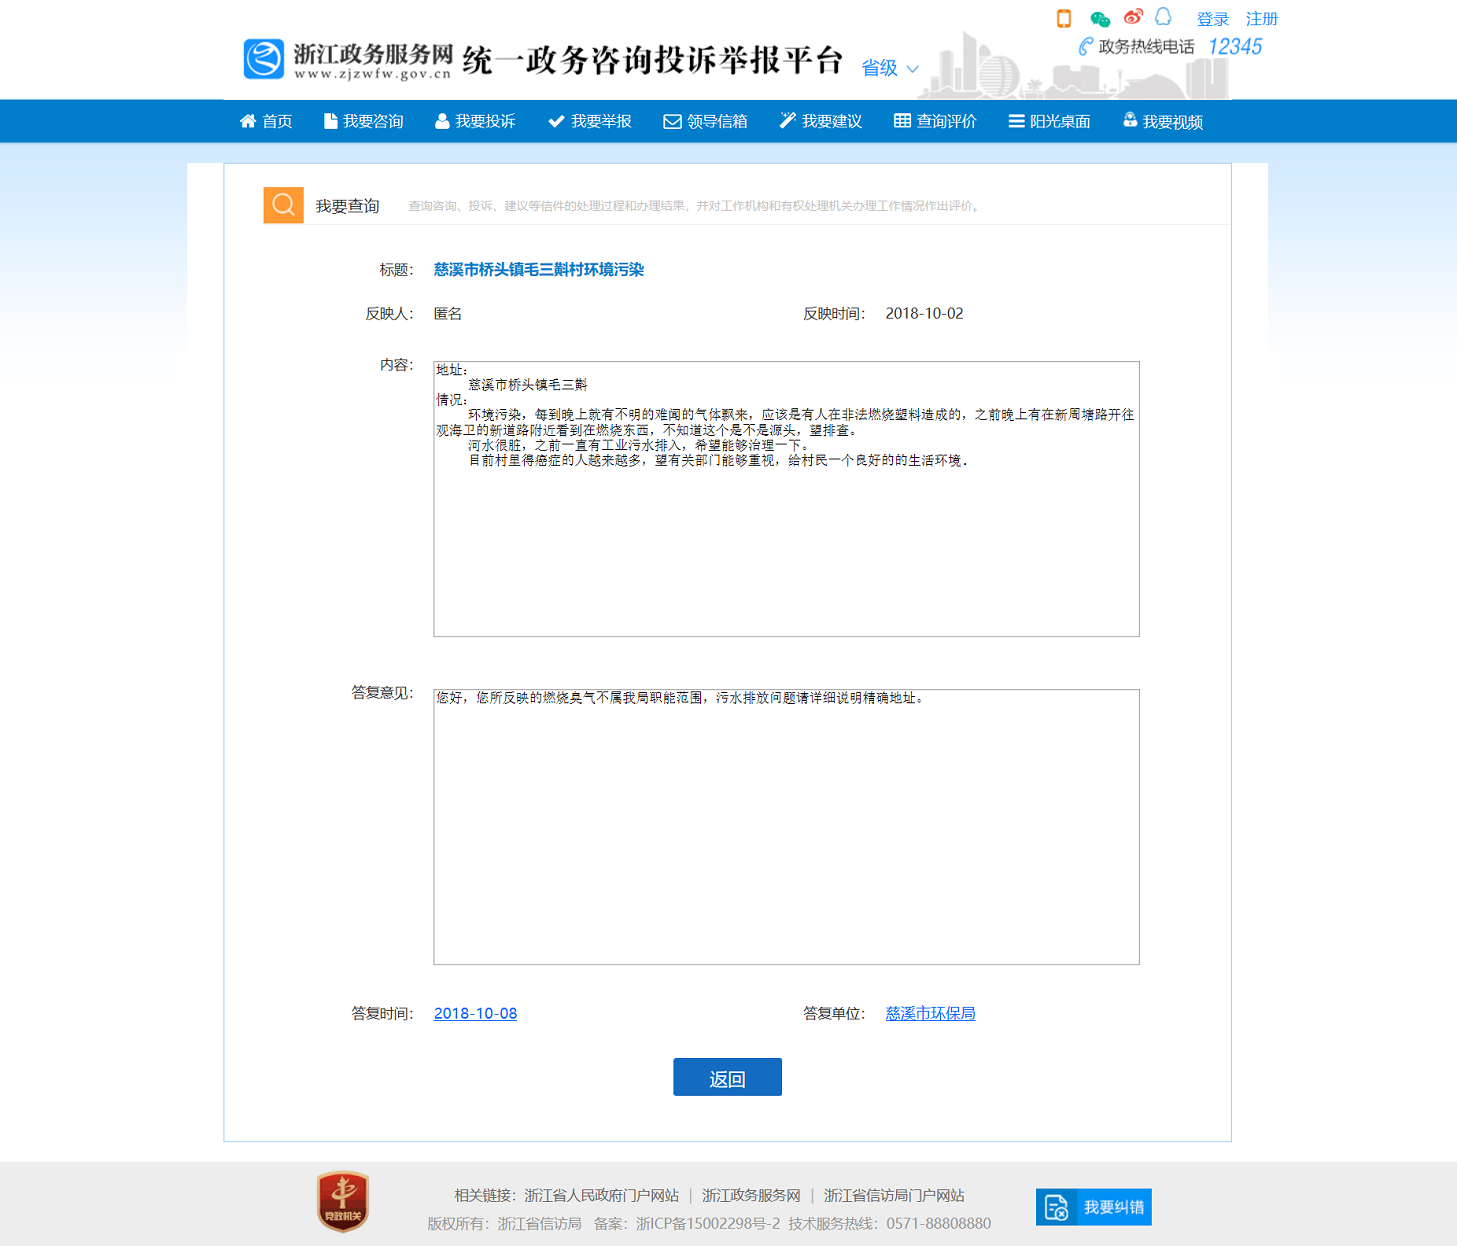 登录 注册
浙江政务服务网 统一政务咨询投诉举报平台 省级 政务热线电话 12345
www.zjzwfw.gov.cn
首页 我要咨询 我要投诉 我要举报 领导信箱 我要建议 查询评价 阳光桌面 我要视频
我要查询 查询咨询、投诉、建议等信件的处理过程和办理结果，并对工作机构和有权处理机关办理工作情况作出评价。
标题： 慈溪市桥头镇毛三斢村环境污染
反映人： 匿名 反映时间： 2018-10-02
内容：
地址：
慈溪市桥头镇毛三斢
情况：
环境污染，每到晚上就有不明的难闻的气体飘来，应该是有人在非法燃烧塑料造成的，之前晚上有在新周塘路开往
观海卫的新道路附近看到在燃烧东西，不知道这个是不是源头，望排查。
河水很脏，之前一直有工业污水排入，希望能够治理一下。
目前村里得癌症的人越来越多，望有关部门能够重视，给村民一个良好的的生活环境.
答复意见：
您好，您所反映的燃烧臭气不属我局职能范围，污水排放问题请详细说明精确地址。
答复时间： 2018-10-08 答复单位： 慈溪市环保局
返回
相关链接：浙江省人民政府门户网站 | 浙江政务服务网 | 浙江省信访局门户网站
版权所有：浙江省信访局 备案：浙ICP备15002298号-2 技术服务热线：0571-88808880
党政机关
我要纠错